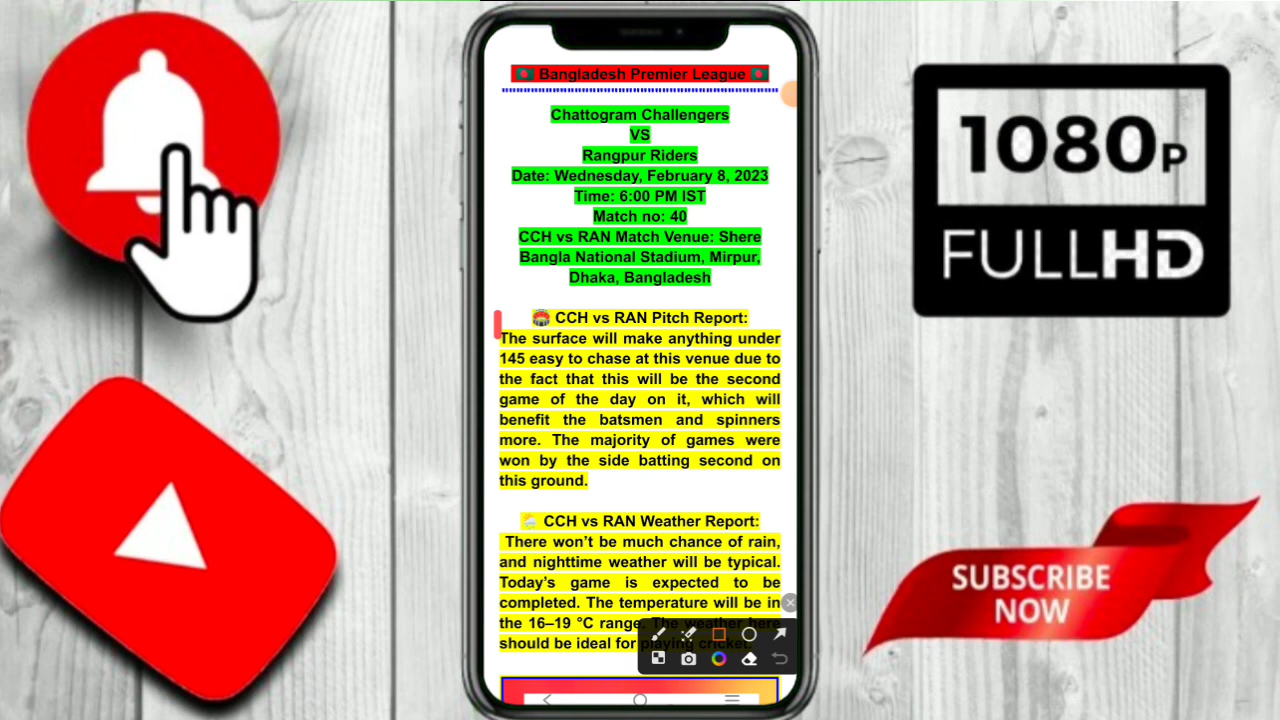 Bangladesh Premier League
Chattogram Challengers
VS
Rangpur Riders
Date: Wednesday, February 8, 2023
Time: 6:00 PM IST
Match no: 40
CCH vs RAN Match Venue: Shere
Bangla National Stadium, Mirpur,
Dhaka, Bangladesh
CCH vs RAN Pitch Report:
The surface will make anything under
145 easy to chase at this venue due to
the fact that this will be the second
game of the day on it, which will
benefit the batsmen and spinners
more. The majority of games were
won by the side batting second on
this ground.
CCH vs RAN Weather Report:
There won’t be much chance of rain,
and nighttime weather will be typical.
Today’s game is expected to be
completed. The temperature will be in
the 16–19 °C range. The weather here
should be ideal for playing cricket.
1080P
FULLHD
SUBSCRIBE
NOW